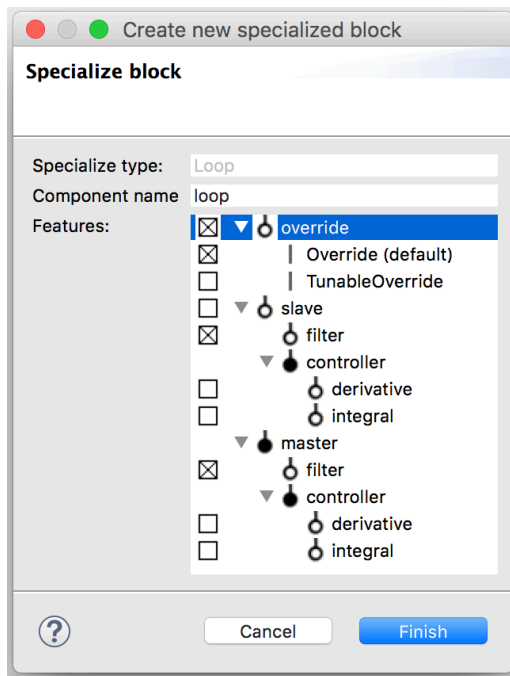 Create new specialized block
Specialize block
Specialize type: Loop
Component name loop
Features: override
Override (default)
TunableOverride
slave
filter
controller
derivative
integral
master
filter
controller
derivative
integral
?
Cancel Finish